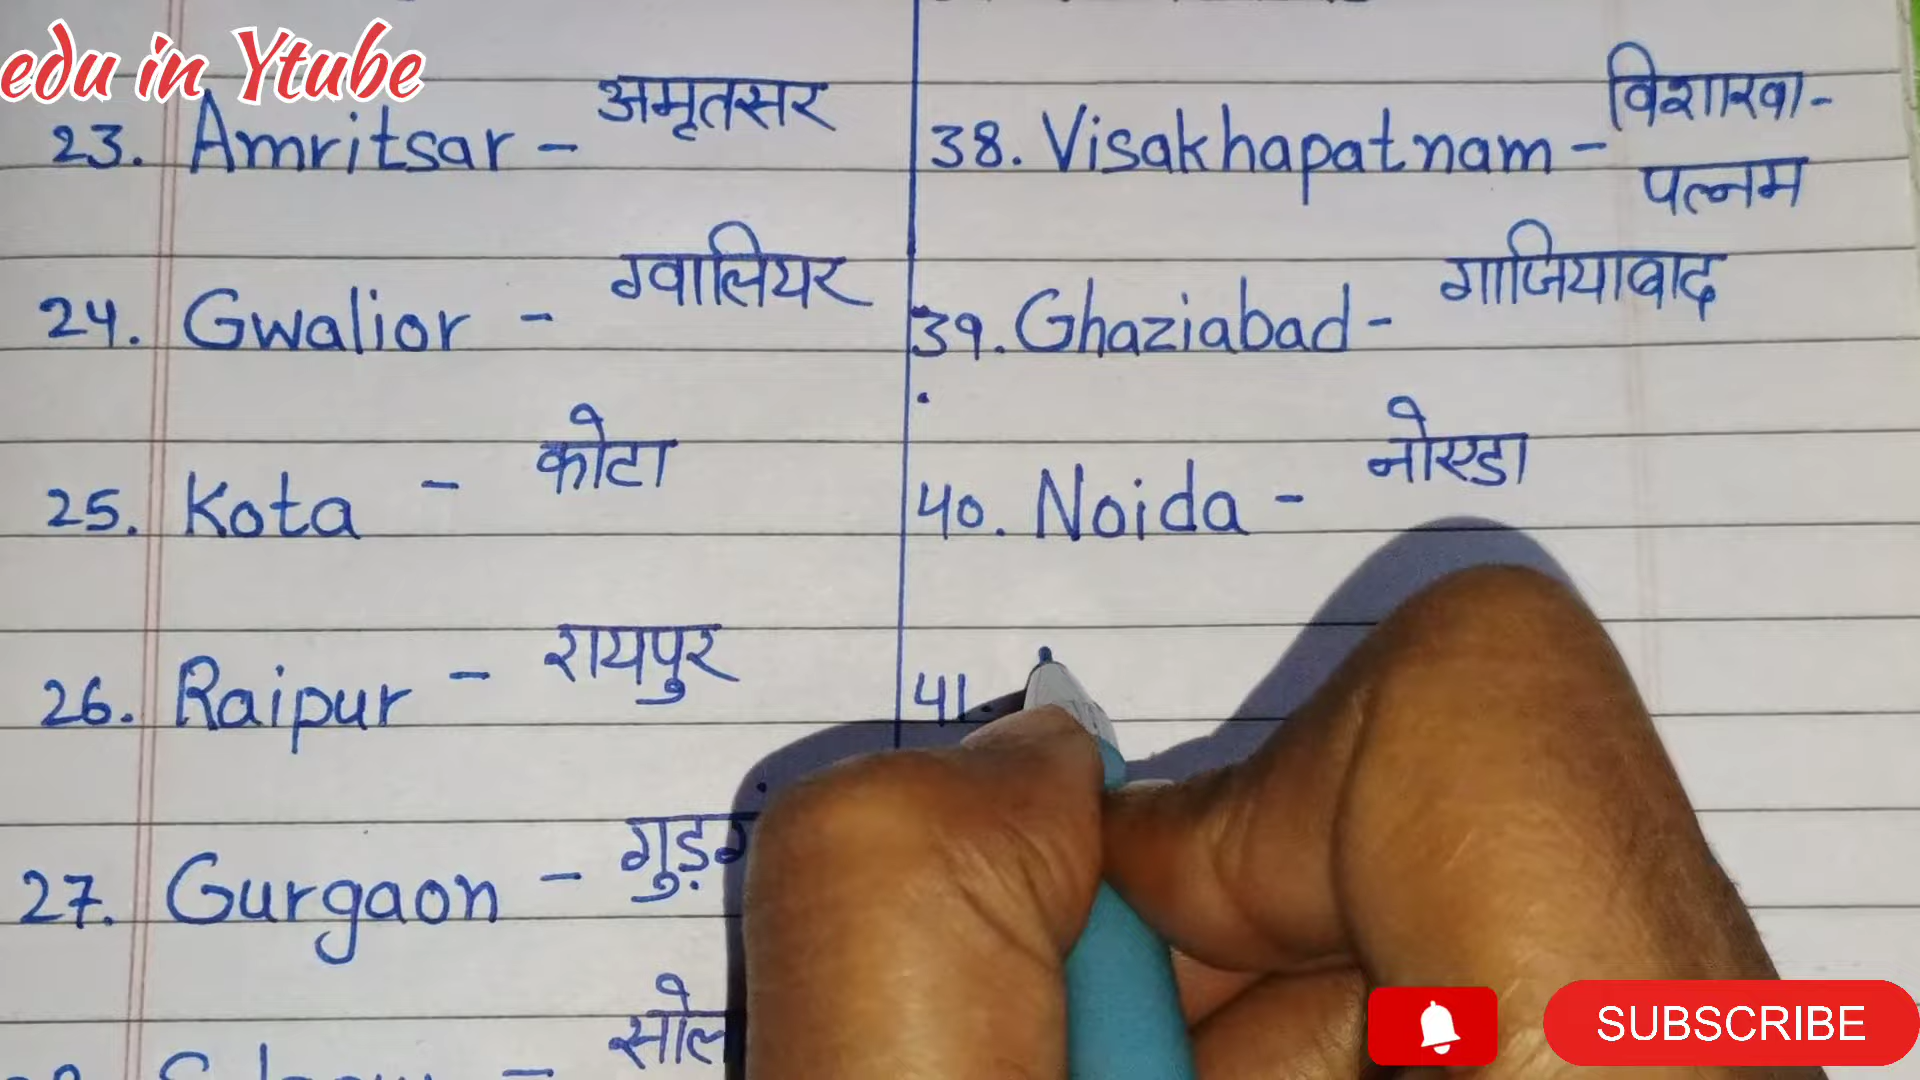 edu in Ytube
23. Amritsar - अमृतसर
24. Gwalior - ग्वालियर
25. Kota - कोटा
26. Raipur - रायपुर
27. Gurgaon -
38. Visakhapatnam - विशाखा-
पत्नम
39. Ghaziabad - गाजियाबाद
40. Noida - नोएडा
41.
SUBSCRIBE